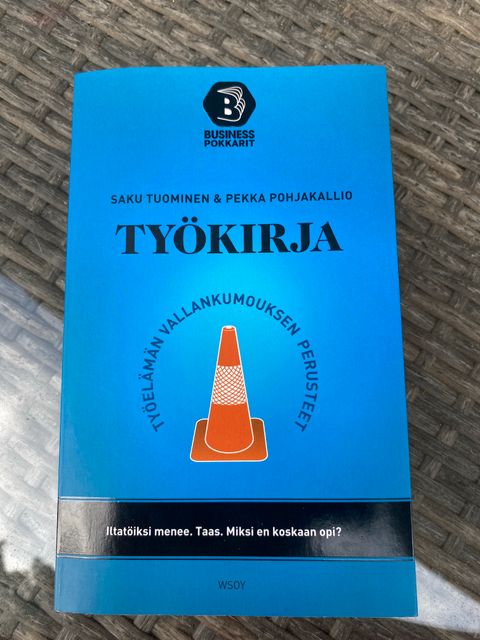 B
BUSINESS
POKKARIT
SAKU TUOMINEN & PEKKA POHJAKALLIO
TYÖKIRJA
TYÖELÄMÄN VALLANKUMOUKSEN PERUSTEET
Iltatöiksi menee. Taas. Miksi en koskaan opi?
WSOY